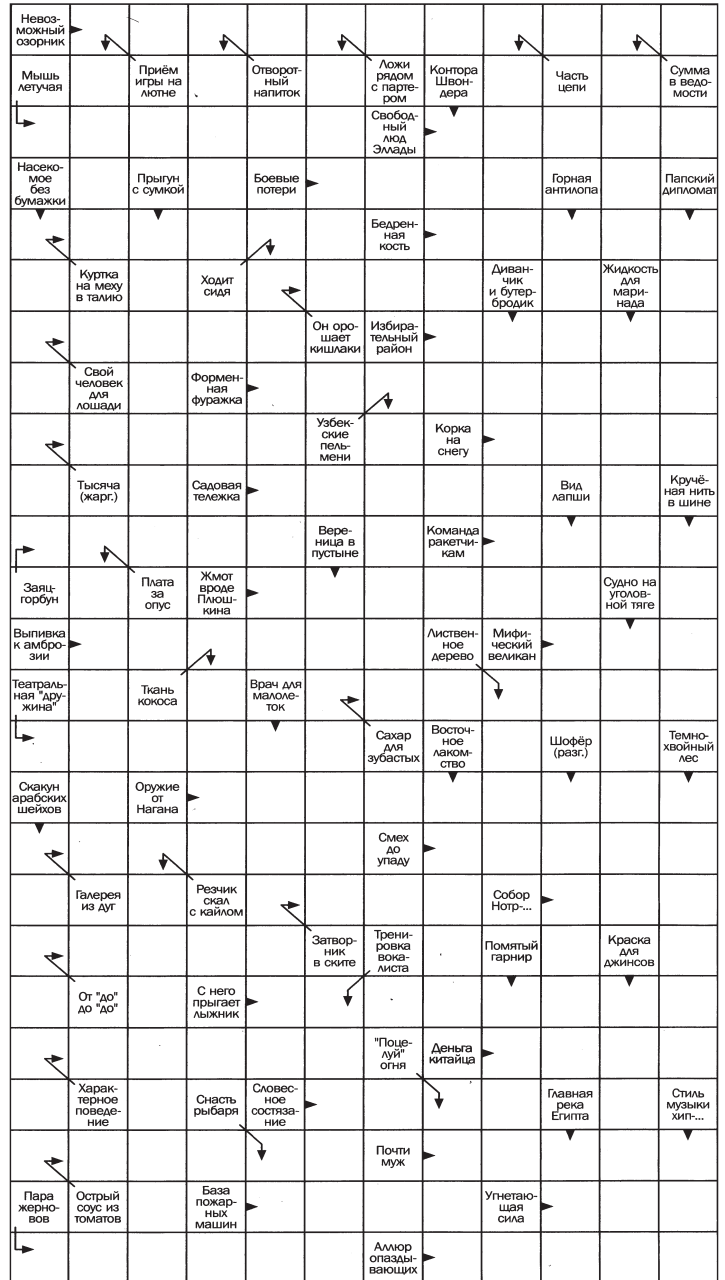 Невоз-
можный
озорник
Мышь
летучая
Приём
игры на
лютне
Отворот-
ный
напиток
Ложи
рядом
с парте-
ром
Контора
Швон-
дера
Часть
цепи
Сумма
в ведо-
мости
Свобод-
ный
люд
Эллады
Насеко-
мое
без
бумажки
Прыгун
с сумкой
Боевые
потери
Горная
антилопа
Папский
дипломат
Бедрен-
ная
кость
Куртка
на меху
в талию
Ходит
сидя
Диван-
чик
и бутер-
бродик
Жидкость
для
мари-
нада
Он оро-
шает
кишлаки
Избира-
тельный
район
Свой
человек
для
лошади
Формен-
ная
фуражка
Узбек-
ские
пель-
мени
Корка
на
снегу
Тысяча
(жарг.)
Садовая
тележка
Вид
лапши
Кручё-
ная нить
в шине
Вере-
ница в
пустыне
Команда
ракетчи-
кам
Заяц-
горбун
Плата
за
опус
Жмот
вроде
Плюш-
кина
Судно на
уголов-
ной тяге
Выпивка
к амбро-
зии
Листвен-
ное
дерево
Мифи-
ческий
великан
Театраль-
ная "дру-
жина"
Ткань
кокоса
Врач для
малоле-
ток
Сахар
для
зубастых
Восточ-
ное
лаком-
ство
Шофёр
(разг.)
Темно-
хвойный
лес
Скакун
арабских
шейхов
Оружие
от
Нагана
Смех
до
упаду
Галерея
из дуг
Резчик
скал
с кайлом
Собор
Нотр-...
Затвор-
ник
в ските
Трени-
ровка
вока-
листа
Помятый
гарнир
Краска
для
джинсов
От "до"
до "до"
С него
прыгает
лыжник
"Поце-
луй"
огня
Деньга
китайца
Харак-
терное
поведе-
ние
Снасть
рыбаря
Словес-
ное
состяза-
ние
Главная
река
Египта
Стиль
музыки
хип-...
Почти
муж
Пара
жерно-
вов
Острый
соус из
томатов
База
пожар-
ных
машин
Угнетаю-
щая
сила
Аллюр
опазды-
вающих